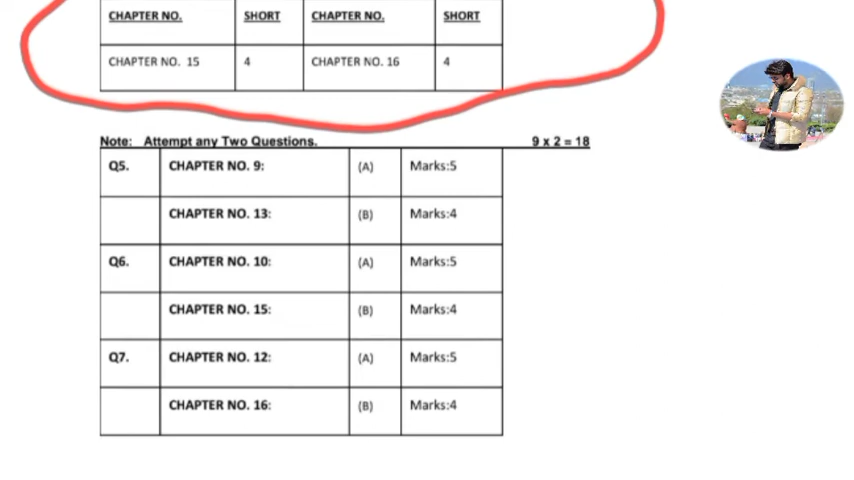 CHAPTER NO. SHORT CHAPTER NO. SHORT
CHAPTER NO. 15 4 CHAPTER NO. 16 4
Note: Attempt any Two Questions. 9 x 2 = 18
Q5. CHAPTER NO. 9: (A) Marks:5
CHAPTER NO. 13: (B) Marks:4
Q6. CHAPTER NO. 10: (A) Marks:5
CHAPTER NO. 15: (B) Marks:4
Q7. CHAPTER NO. 12: (A) Marks:5
CHAPTER NO. 16: (B) Marks:4